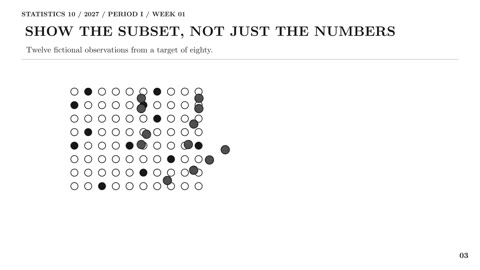 STATISTICS 10 / 2027 / PERIOD I / WEEK 01
SHOW THE SUBSET, NOT JUST THE NUMBERS
Twelve fictional observations from a target of eighty.
03